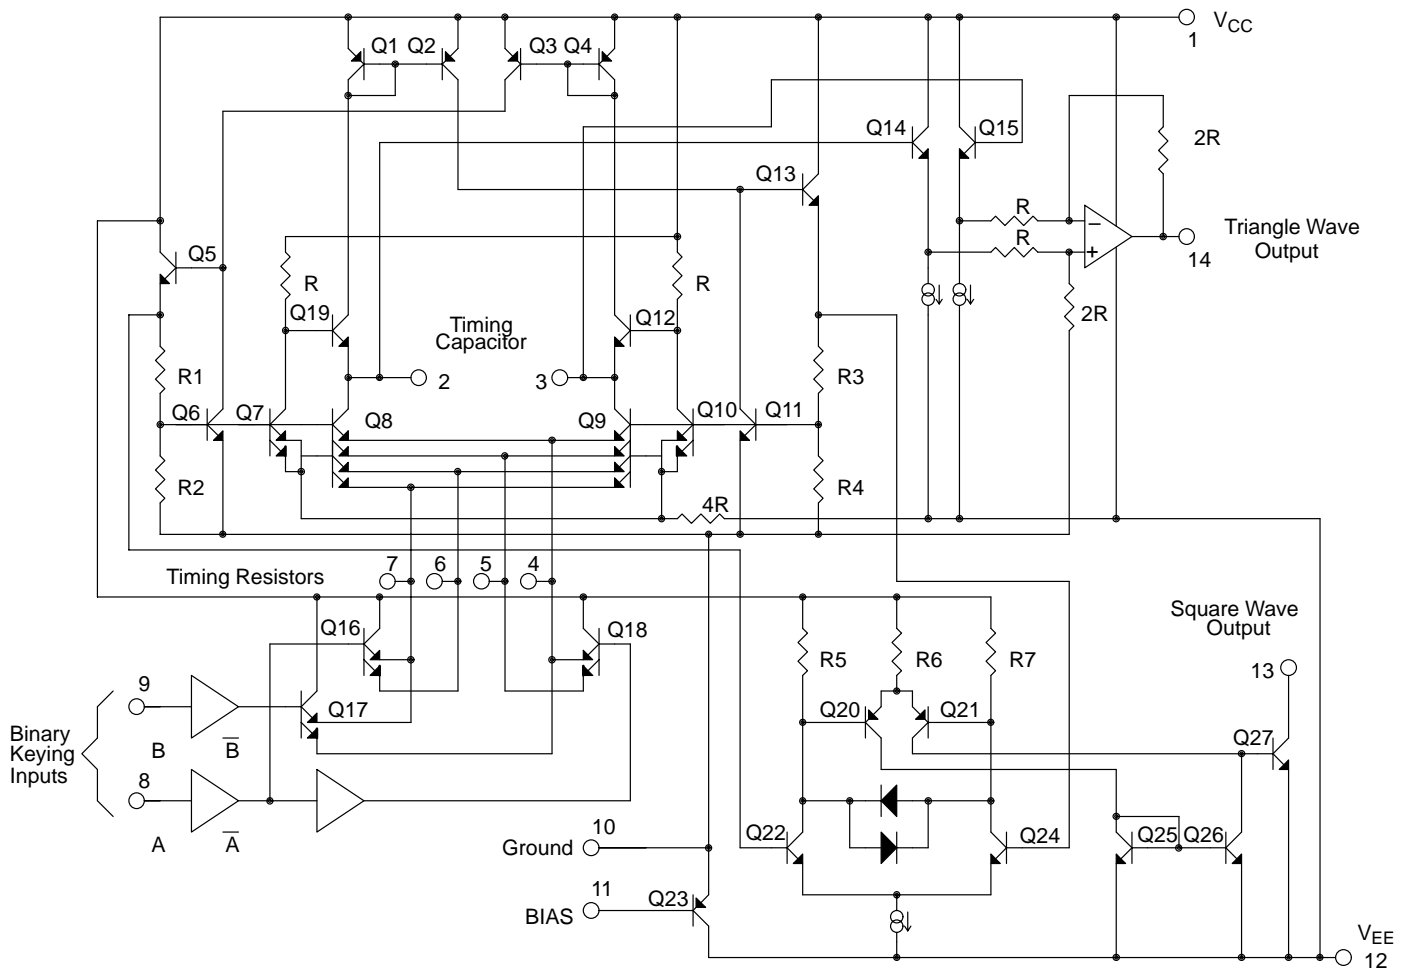 Q1 Q2 Q3 Q4
VCC
1
Q14 Q15
2R
Q13
R
Triangle Wave
Output
14
R
Q5
R R
2R
Q19 Timing
Capacitor
Q12
2 3
R1 R3
Q6 Q7 Q8 Q9 Q10 Q11
R2 R4
4R
Timing Resistors
7 6 5 4
Square Wave
Output
Q16 Q18
R5 R6 R7
13
9
Q17 Q20 Q21
Binary
Keying
Inputs
B B̅
Q27
8
A A̅
10
Ground
Q22 Q24 Q25 Q26
11
BIAS
Q23
VEE
12
− +